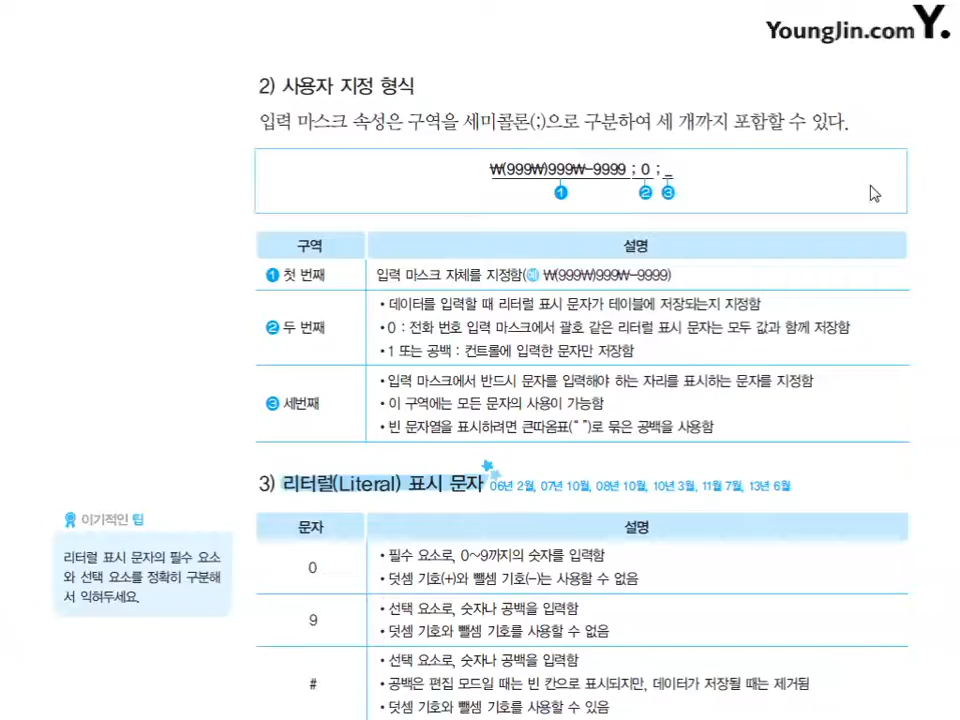 YoungJin.com Y.
2) 사용자 지정 형식
입력 마스크 속성은 구역을 세미콜론(;)으로 구분하여 세 개까지 포함할 수 있다.
₩(999₩)999₩-9999 ; 0 ; _
1 2 3
구역 설명
1 첫 번째 입력 마스크 자체를 지정함(예 ₩(999₩)999₩-9999)
2 두 번째
• 데이터를 입력할 때 리터럴 표시 문자가 테이블에 저장되는지 지정함
• 0 : 전화 번호 입력 마스크에서 괄호 같은 리터럴 표시 문자는 모두 값과 함께 저장함
• 1 또는 공백 : 컨트롤에 입력한 문자만 저장함
3 세번째
• 입력 마스크에서 반드시 문자를 입력해야 하는 자리를 표시하는 문자를 지정함
• 이 구역에는 모든 문자의 사용이 가능함
• 빈 문자열을 표시하려면 큰따옴표(“ ”)로 묶은 공백을 사용함
3) 리터럴(Literal) 표시 문자 06년 2월, 07년 10월, 08년 10월, 10년 3월, 11월 7월, 13년 6월
이기적인 팁
리터럴 표시 문자의 필수 요소
와 선택 요소를 정확히 구분해
서 익혀두세요.
문자 설명
0
• 필수 요소로, 0~9까지의 숫자를 입력함
• 덧셈 기호(+)와 뺄셈 기호(-)는 사용할 수 없음
9
• 선택 요소로, 숫자나 공백을 입력함
• 덧셈 기호와 뺄셈 기호를 사용할 수 없음
#
• 선택 요소로, 숫자나 공백을 입력함
• 공백은 편집 모드일 때는 빈 칸으로 표시되지만, 데이터가 저장될 때는 제거됨
• 덧셈 기호와 뺄셈 기호를 사용할 수 있음